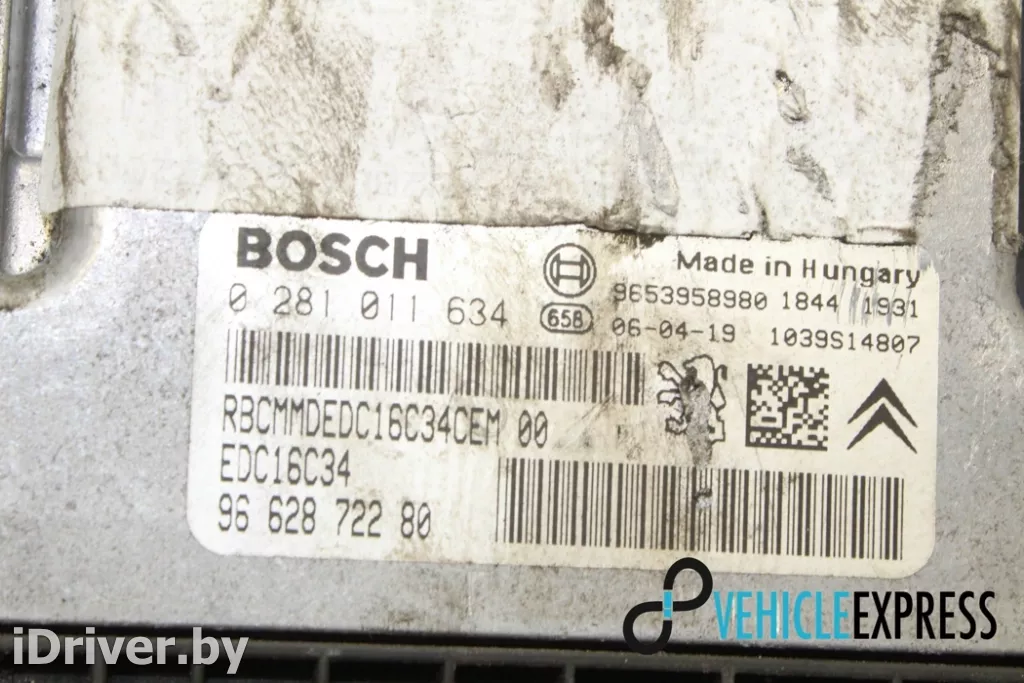 BOSCH
Made in Hungary
0 281 011 634
658
9653958980 1844 1931
06-04-19 1039S14807
RBCMMDEDC16C34CEM 00
EDC16C34
96 628 722 80
VEHICLEEXPRESS
iDriver.by